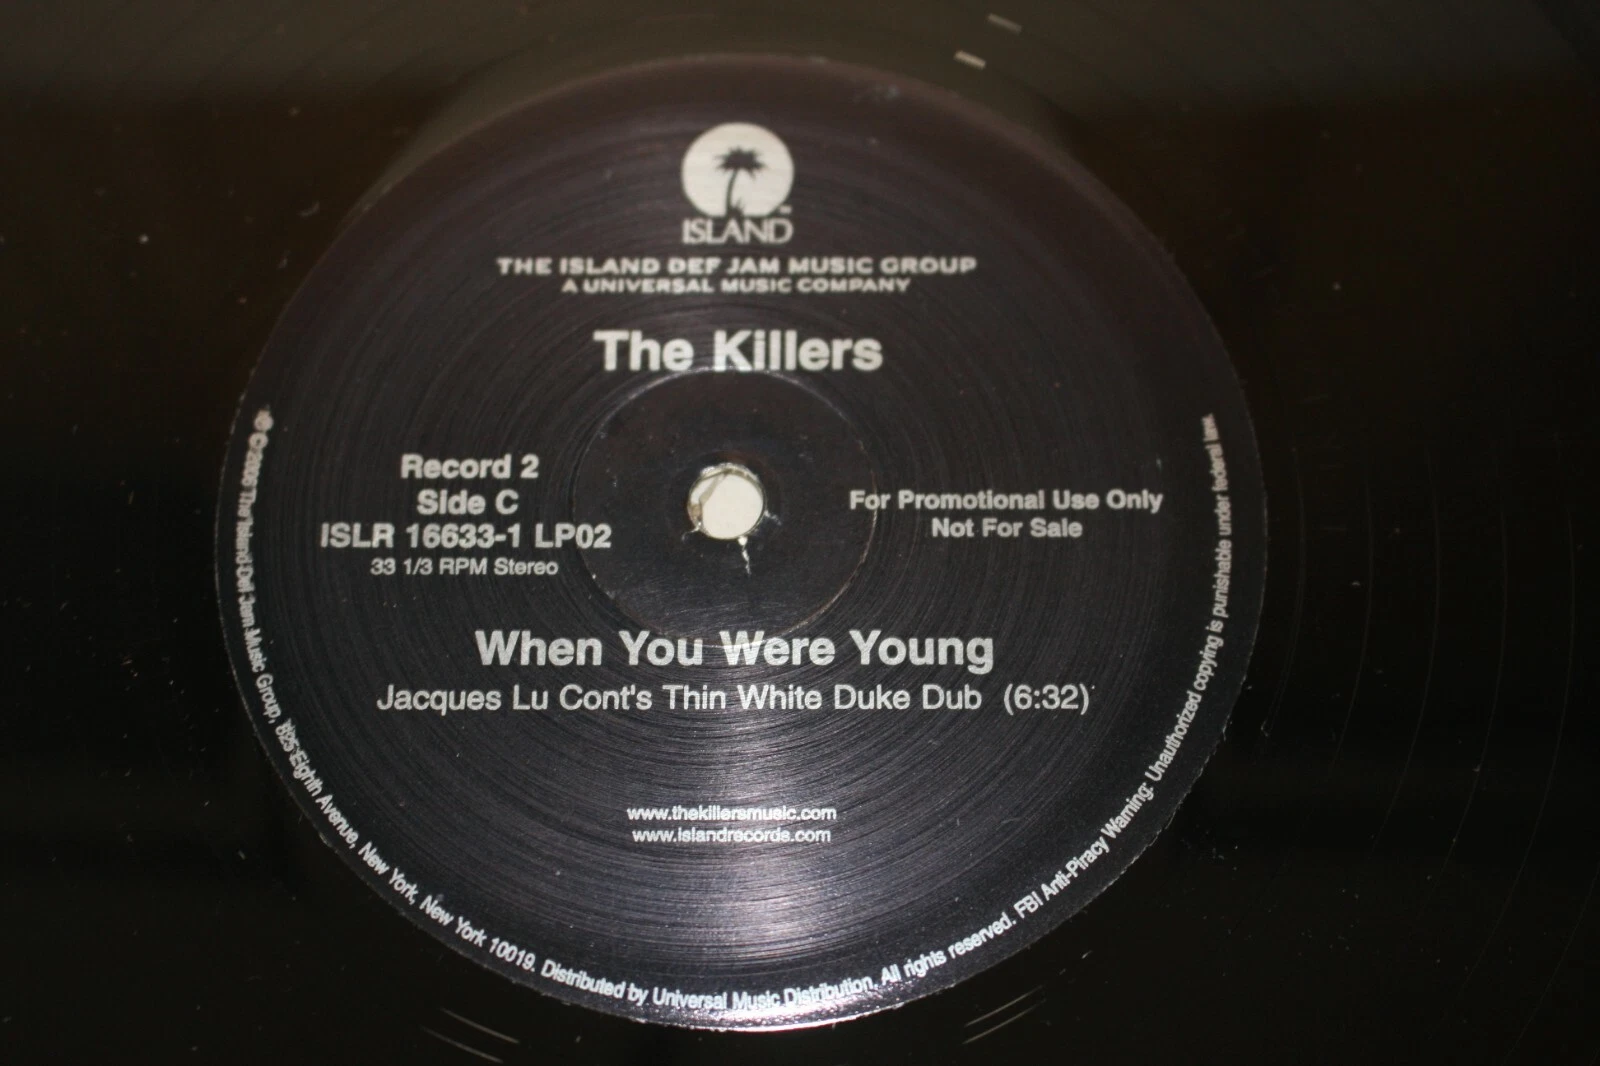 ISLAND™
THE ISLAND DEF JAM MUSIC GROUP
A UNIVERSAL MUSIC COMPANY
The Killers
Record 2
Side C
ISLR 16633-1 LP02
33 1/3 RPM Stereo
For Promotional Use Only
Not For Sale
When You Were Young
Jacques Lu Cont's Thin White Duke Dub (6:32)
www.thekillersmusic.com
www.islandrecords.com
℗©2006 The Island Def Jam Music Group, 825 Eighth Avenue, New York, New York 10019. Distributed by Universal Music Distribution. All rights reserved. FBI Anti-Piracy Warning: Unauthorized copying is punishable under federal law.